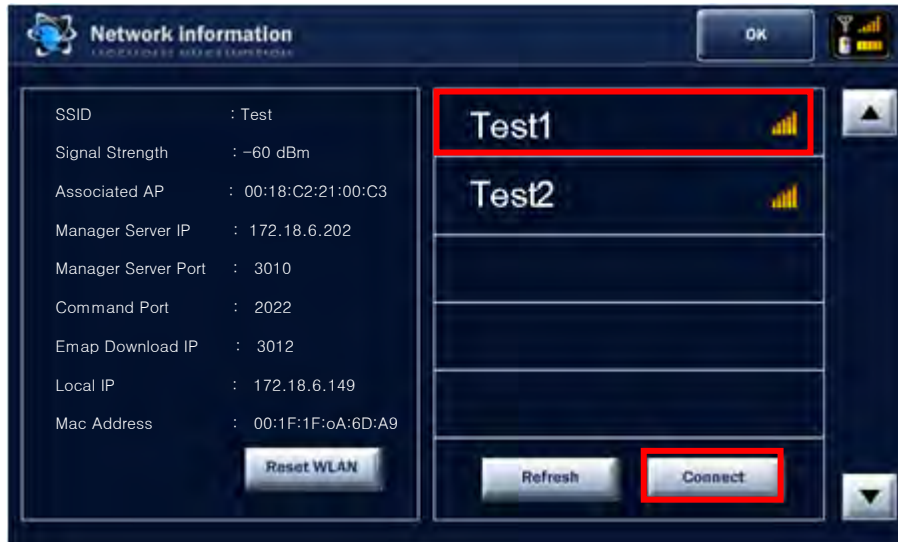 Network information
OK
SSID : Test
Signal Strength : -60 dBm
Associated AP : 00:18:C2:21:00:C3
Manager Server IP : 172.18.6.202
Manager Server Port : 3010
Command Port : 2022
Emap Download IP : 3012
Local IP : 172.18.6.149
Mac Address : 00:1F:1F:oA:6D:A9
Reset WLAN
Test1
Test2
Refresh
Connect